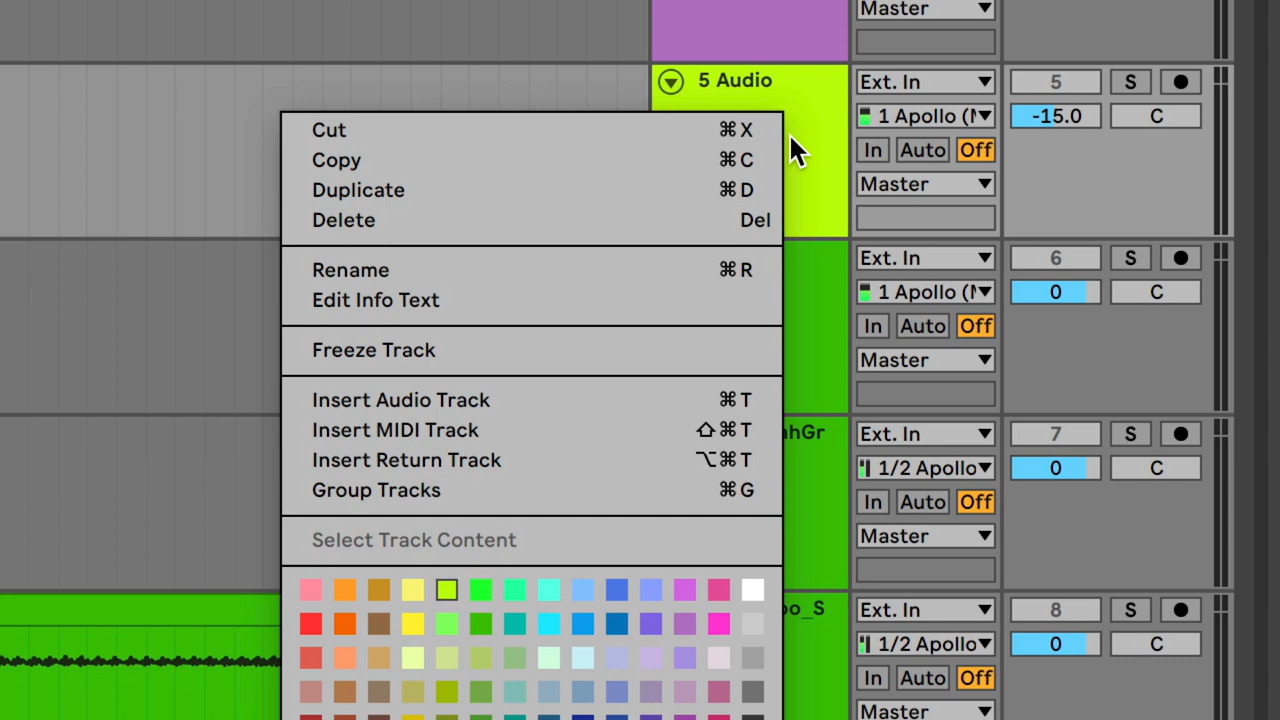 Master
5 Audio
Ext. In
5
S
1 Apollo (
-15.0
C
In Auto Off
Master
Cut ⌘X
Copy ⌘C
Duplicate ⌘D
Delete Del
Rename ⌘R
Edit Info Text
Freeze Track
Insert Audio Track ⌘T
Insert MIDI Track ⇧⌘T
Insert Return Track ⌥⌘T
Group Tracks ⌘G
Select Track Content
Ext. In
6
S
1 Apollo (
0
C
In Auto Off
Master
hGr
Ext. In
7
S
1/2 Apollo
0
C
In Auto Off
Master
oo_S
Ext. In
8
S
1/2 Apollo
0
C
In Auto Off
Master